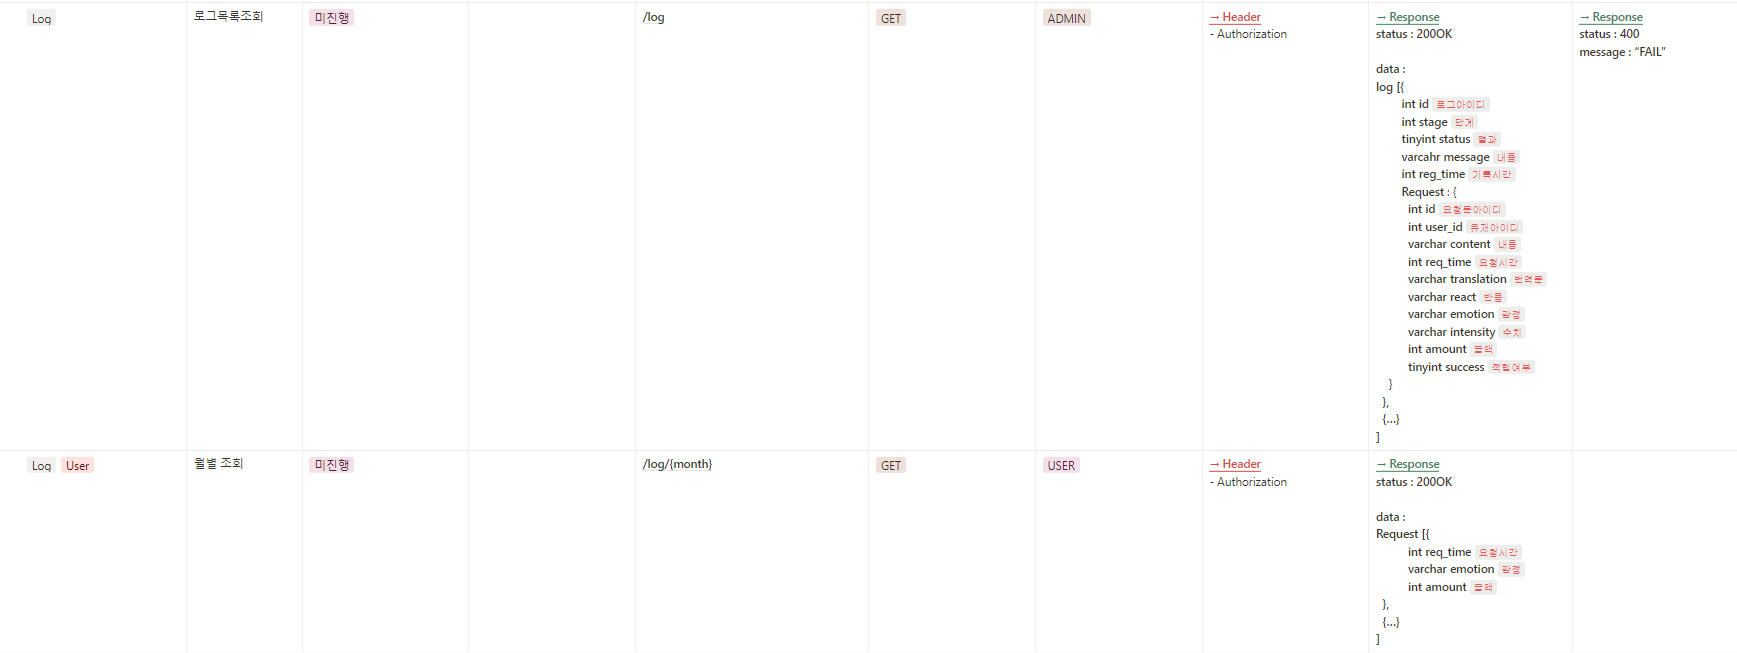 Log
로그목록조회
미진행
/log
GET
ADMIN
→ Header
- Authorization
→ Response
status : 200OK
data :
log [{
int id 로그아이디
int stage 단계
tinyint status 결과
varcahr message 내용
int reg_time 기록시간
Request : {
int id 요청문아이디
int user_id 유저아이디
varchar content 내용
int req_time 요청시간
varchar translation 번역문
varchar react 반응
varchar emotion 감정
varchar intensity 수치
int amount 금액
tinyint success 적립여부
}
},
{...}
]
→ Response
status : 400
message : “FAIL”
Log User
월별 조회
미진행
/log/{month}
GET
USER
→ Header
- Authorization
→ Response
status : 200OK
data :
Request [{
int req_time 요청시간
varchar emotion 감정
int amount 금액
},
{...}
]